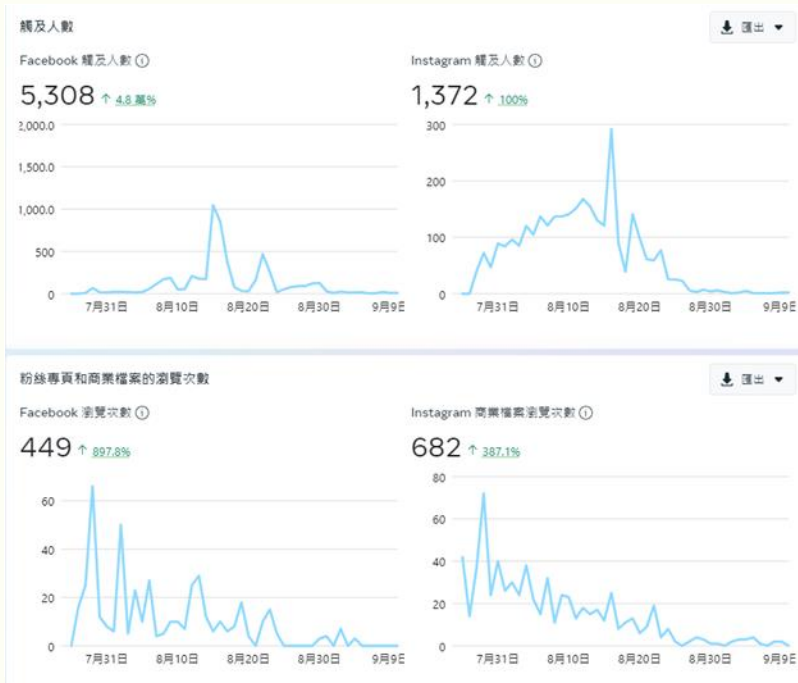 觸及人數
匯出
Facebook 觸及人數
Instagram 觸及人數
5,308 ↑ 4.8 萬%
1,372 ↑ 100%
2,000.0
1,500.0
1,000.0
500
0
7月31日 8月10日 8月20日 8月30日 9月9日
300
200
100
0
7月31日 8月10日 8月20日 8月30日 9月9日
粉絲專頁和商業檔案的瀏覽次數
匯出
Facebook 瀏覽次數
Instagram 商業檔案瀏覽次數
449 ↑ 897.8%
682 ↑ 387.1%
60
40
20
0
7月31日 8月10日 8月20日 8月30日 9月9日
80
60
40
20
0
7月31日 8月10日 8月20日 8月30日 9月9日